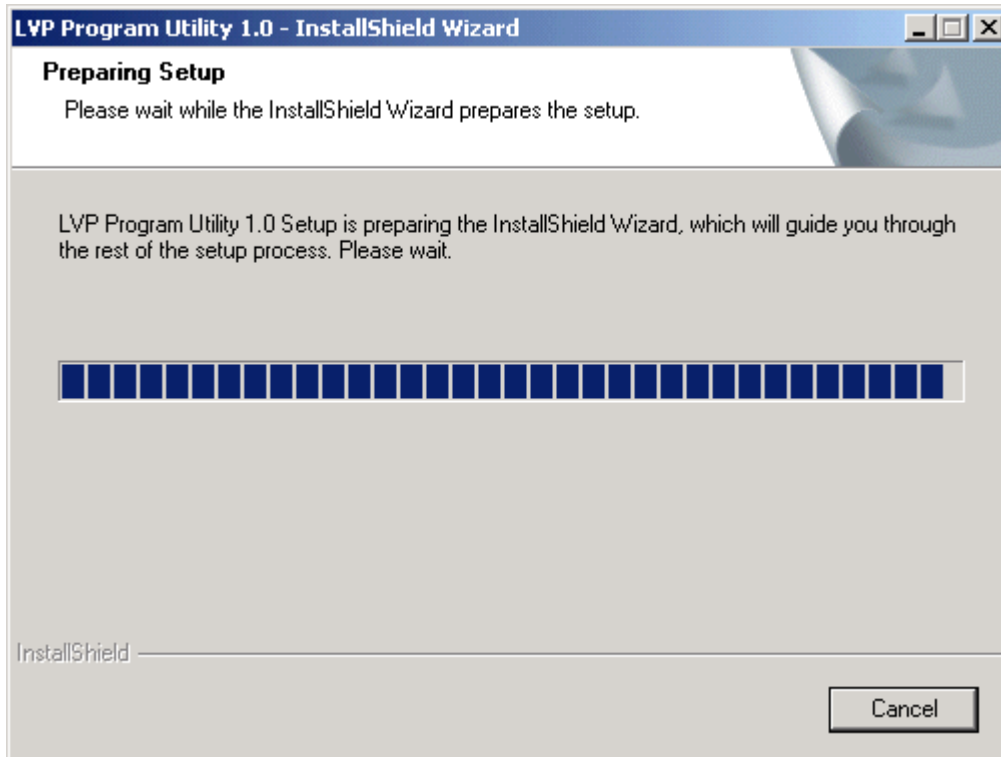 LVP Program Utility 1.0 - InstallShield Wizard
Preparing Setup
Please wait while the InstallShield Wizard prepares the setup.
LVP Program Utility 1.0 Setup is preparing the InstallShield Wizard, which will guide you through
the rest of the setup process. Please wait.
InstallShield
Cancel